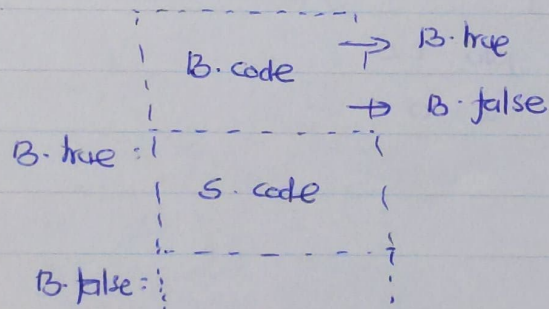 B.code → B.true
→ B.false
B.true :
S.code
B.false :